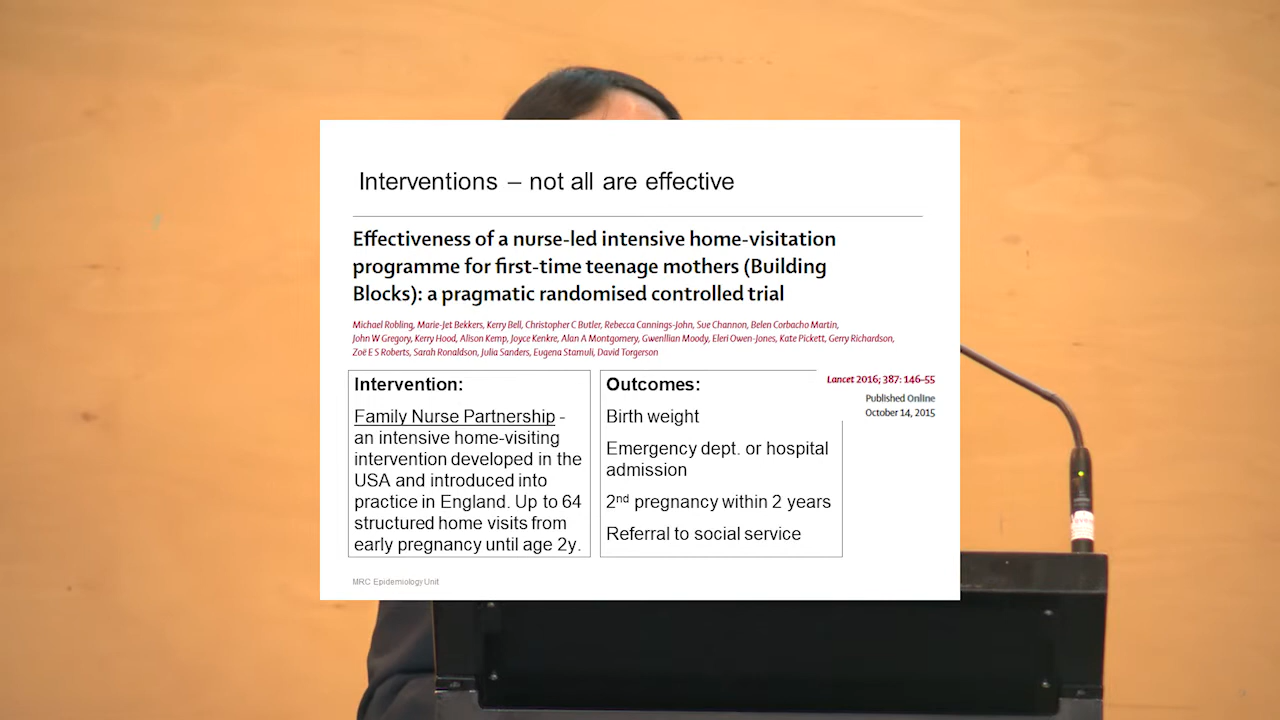 Interventions – not all are effective
Effectiveness of a nurse-led intensive home-visitation
programme for first-time teenage mothers (Building
Blocks): a pragmatic randomised controlled trial
Michael Robling, Marie-Jet Bekkers, Kerry Bell, Christopher C Butler, Rebecca Cannings-John, Sue Channon, Belen Corbacho Martin,
John W Gregory, Kerry Hood, Alison Kemp, Joyce Kenkre, Alan A Montgomery, Gwenllian Moody, Eleri Owen-Jones, Kate Pickett, Gerry Richardson,
Zoë E S Roberts, Sarah Ronaldson, Julia Sanders, Eugena Stamuli, David Torgerson
Lancet 2016; 387: 146–55
Published Online
October 14, 2015
Intervention:
Family Nurse Partnership -
an intensive home-visiting
intervention developed in the
USA and introduced into
practice in England. Up to 64
structured home visits from
early pregnancy until age 2y.
Outcomes:
Birth weight
Emergency dept. or hospital
admission
2nd pregnancy within 2 years
Referral to social service
MRC Epidemiology Unit